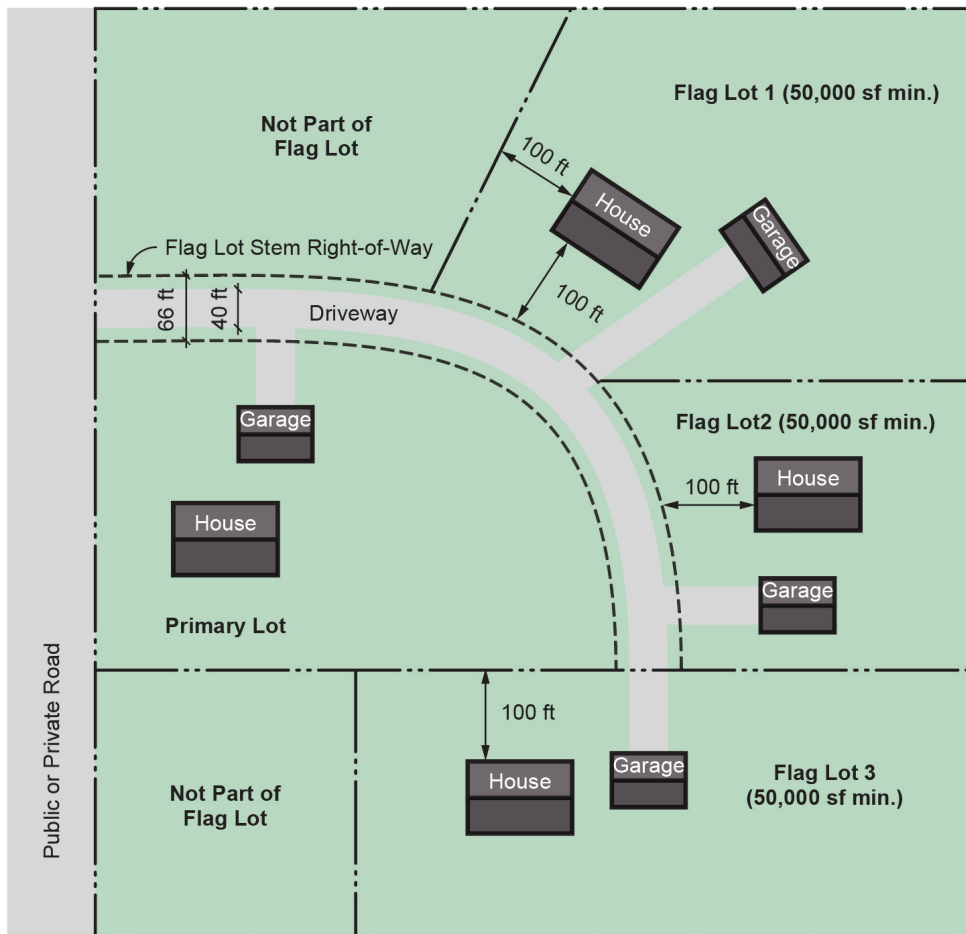 Flag Lot 1 (50,000 sf min.)
Not Part of
Flag Lot
100 ft
House
Garage
Flag Lot Stem Right-of-Way
100 ft
66 ft
40 ft
Driveway
Garage
Flag Lot2 (50,000 sf min.)
House
100 ft
House
Garage
Primary Lot
Public or Private Road
100 ft
Garage
House
Flag Lot 3
(50,000 sf min.)
Not Part of
Flag Lot